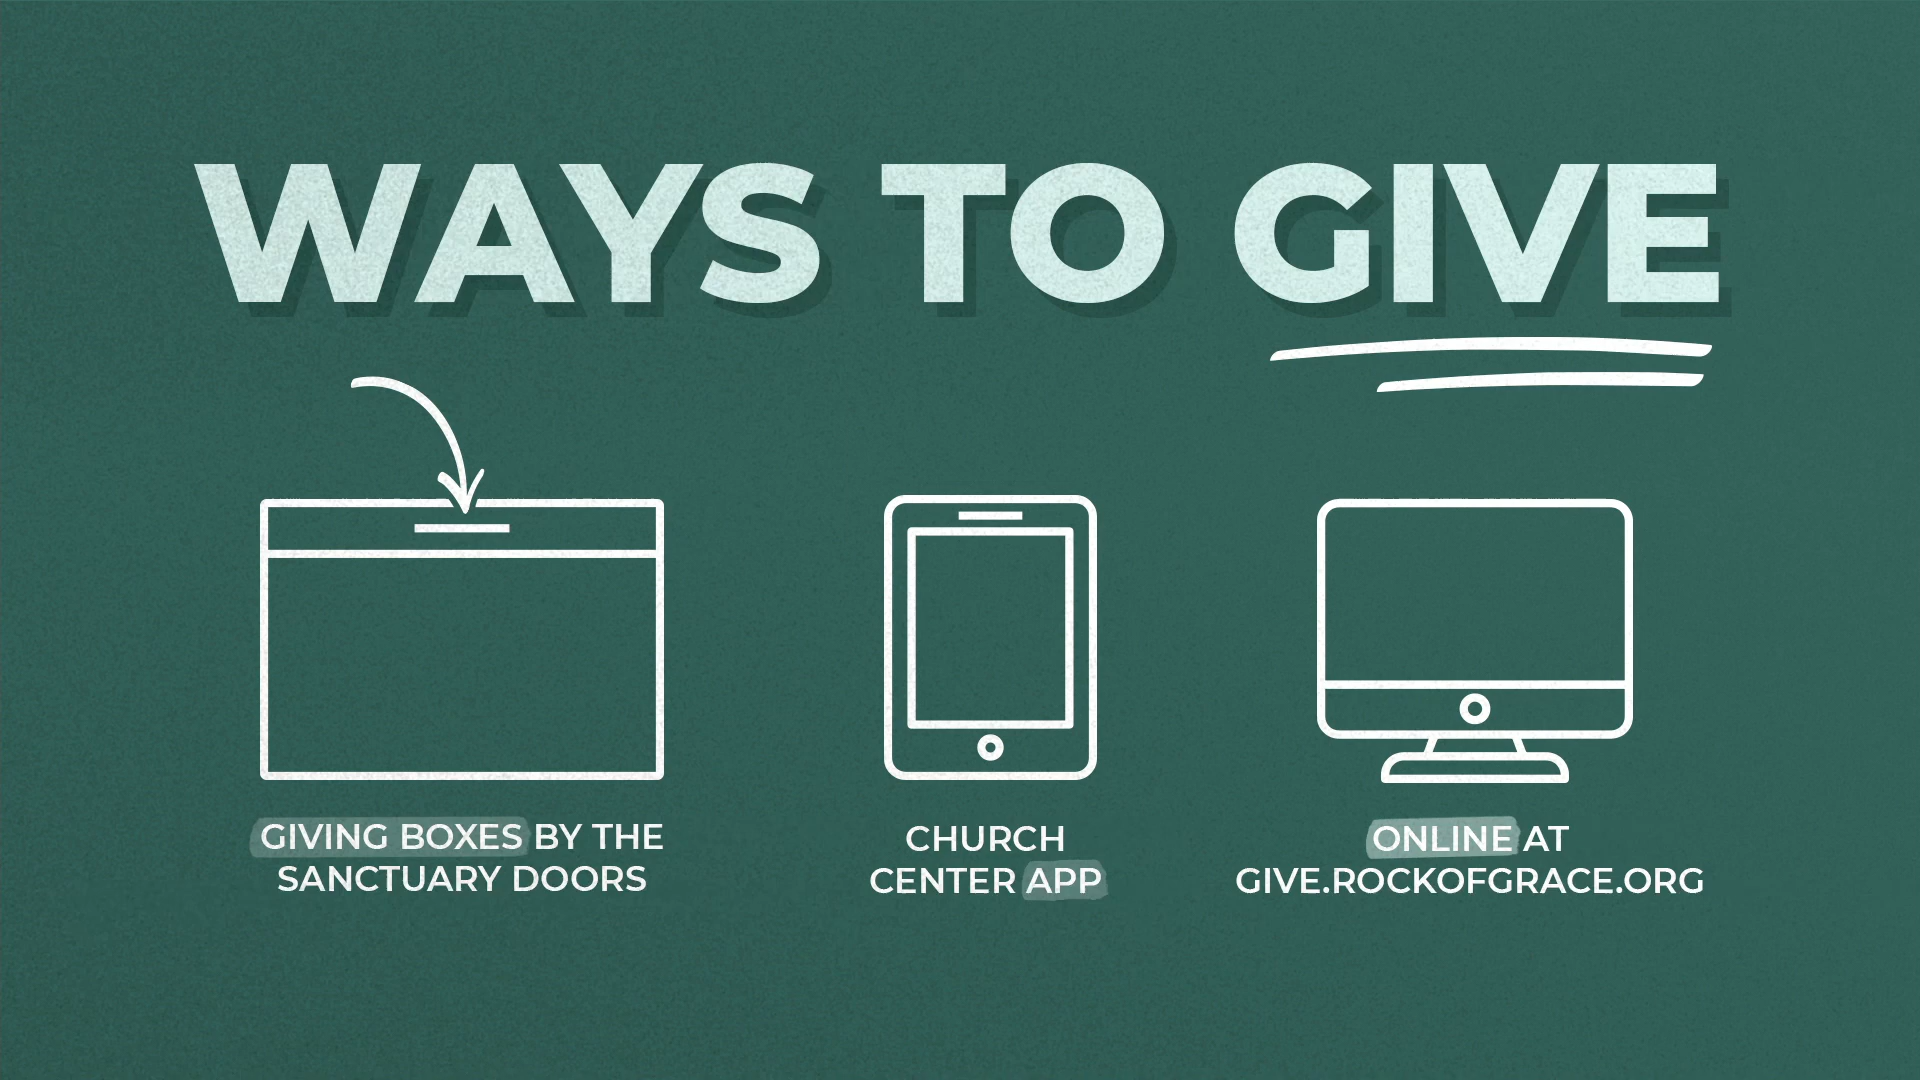 WAYS TO GIVE
GIVING BOXES BY THE
SANCTUARY DOORS
CHURCH
CENTER APP
ONLINE AT
GIVE.ROCKOFGRACE.ORG